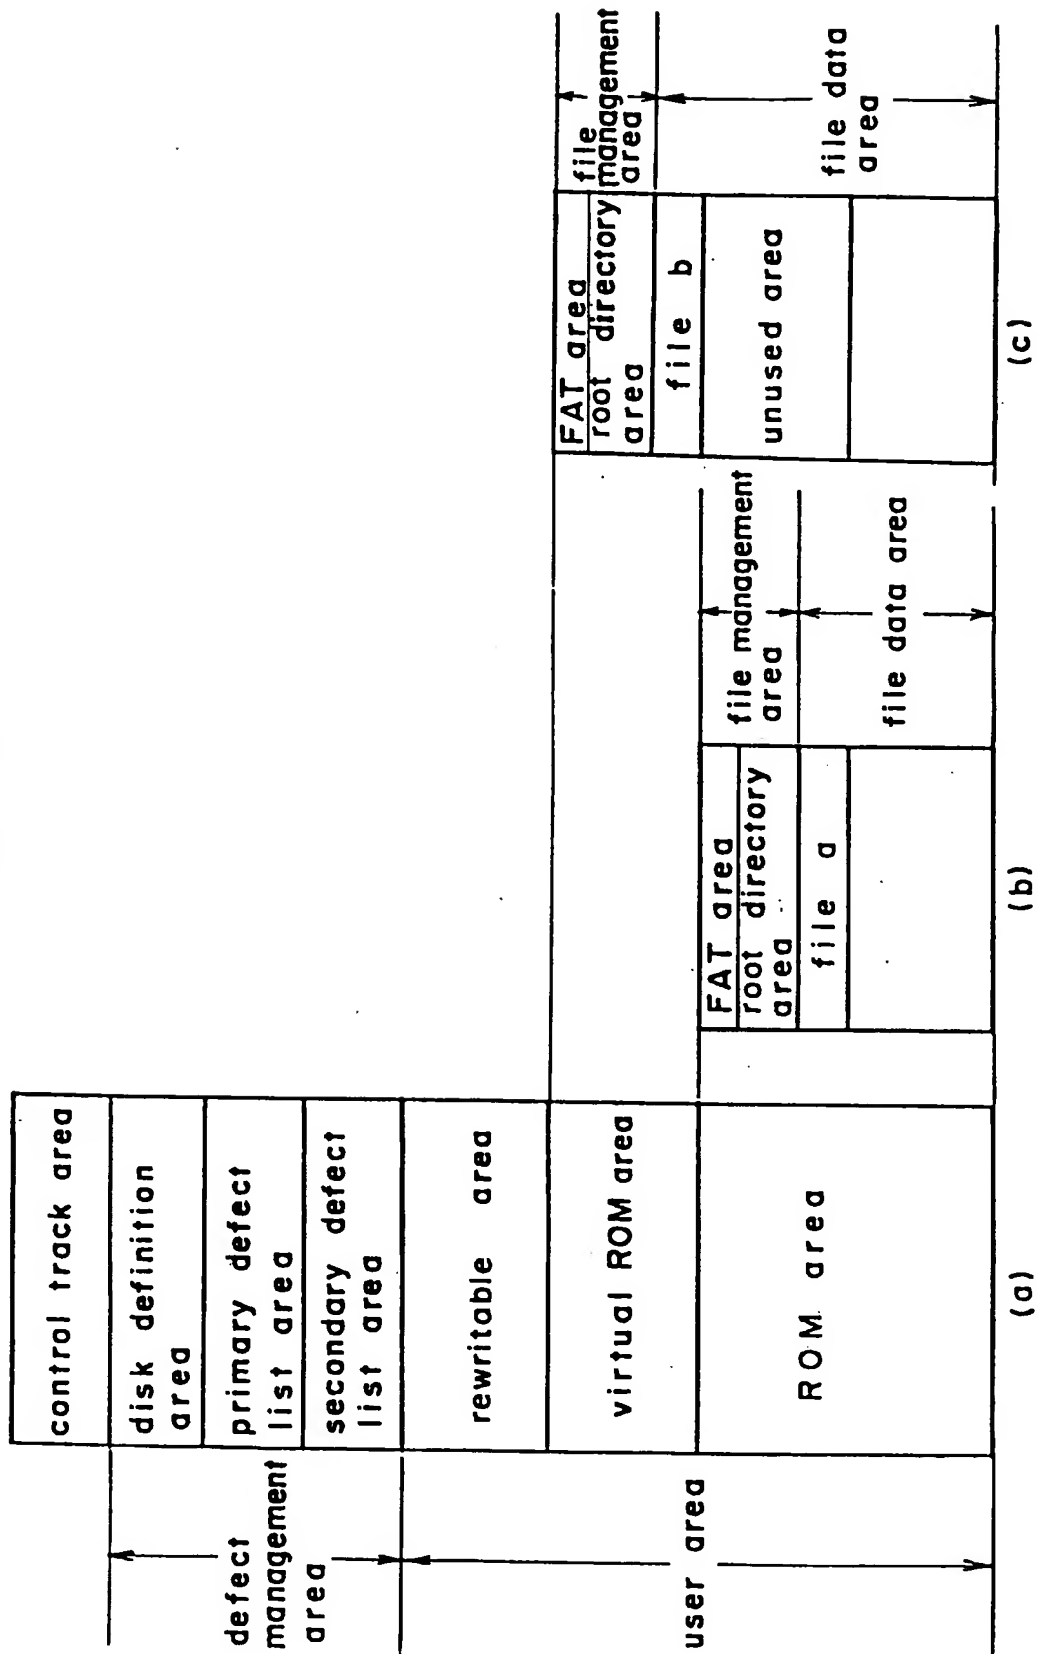 control track area
disk definition
area
primary defect
list area
secondary defect
list area
rewritable area
virtual ROM area
ROM area
defect
management
area
user area
(a)
FAT area
root directory
area
file a
file management
area
file data area
(b)
FAT area
root directory
area
file b
unused area
file
management
area
file data
area
(c)